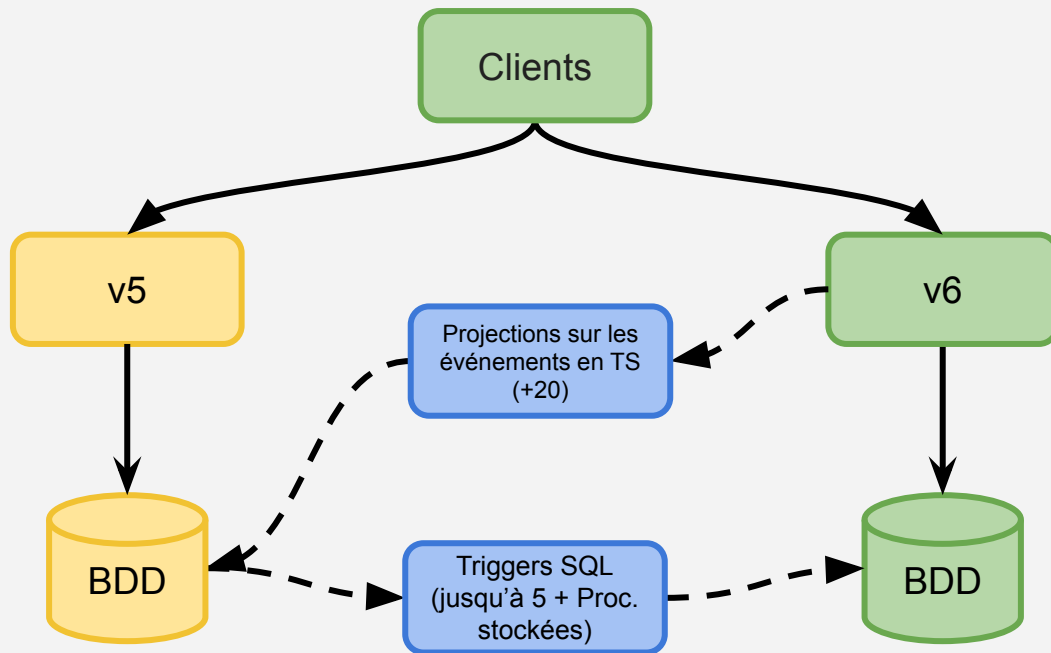 Clients
v5
v6
Projections sur les
événements en TS
(+20)
BDD
Triggers SQL
(jusqu’à 5 + Proc.
stockées)
BDD